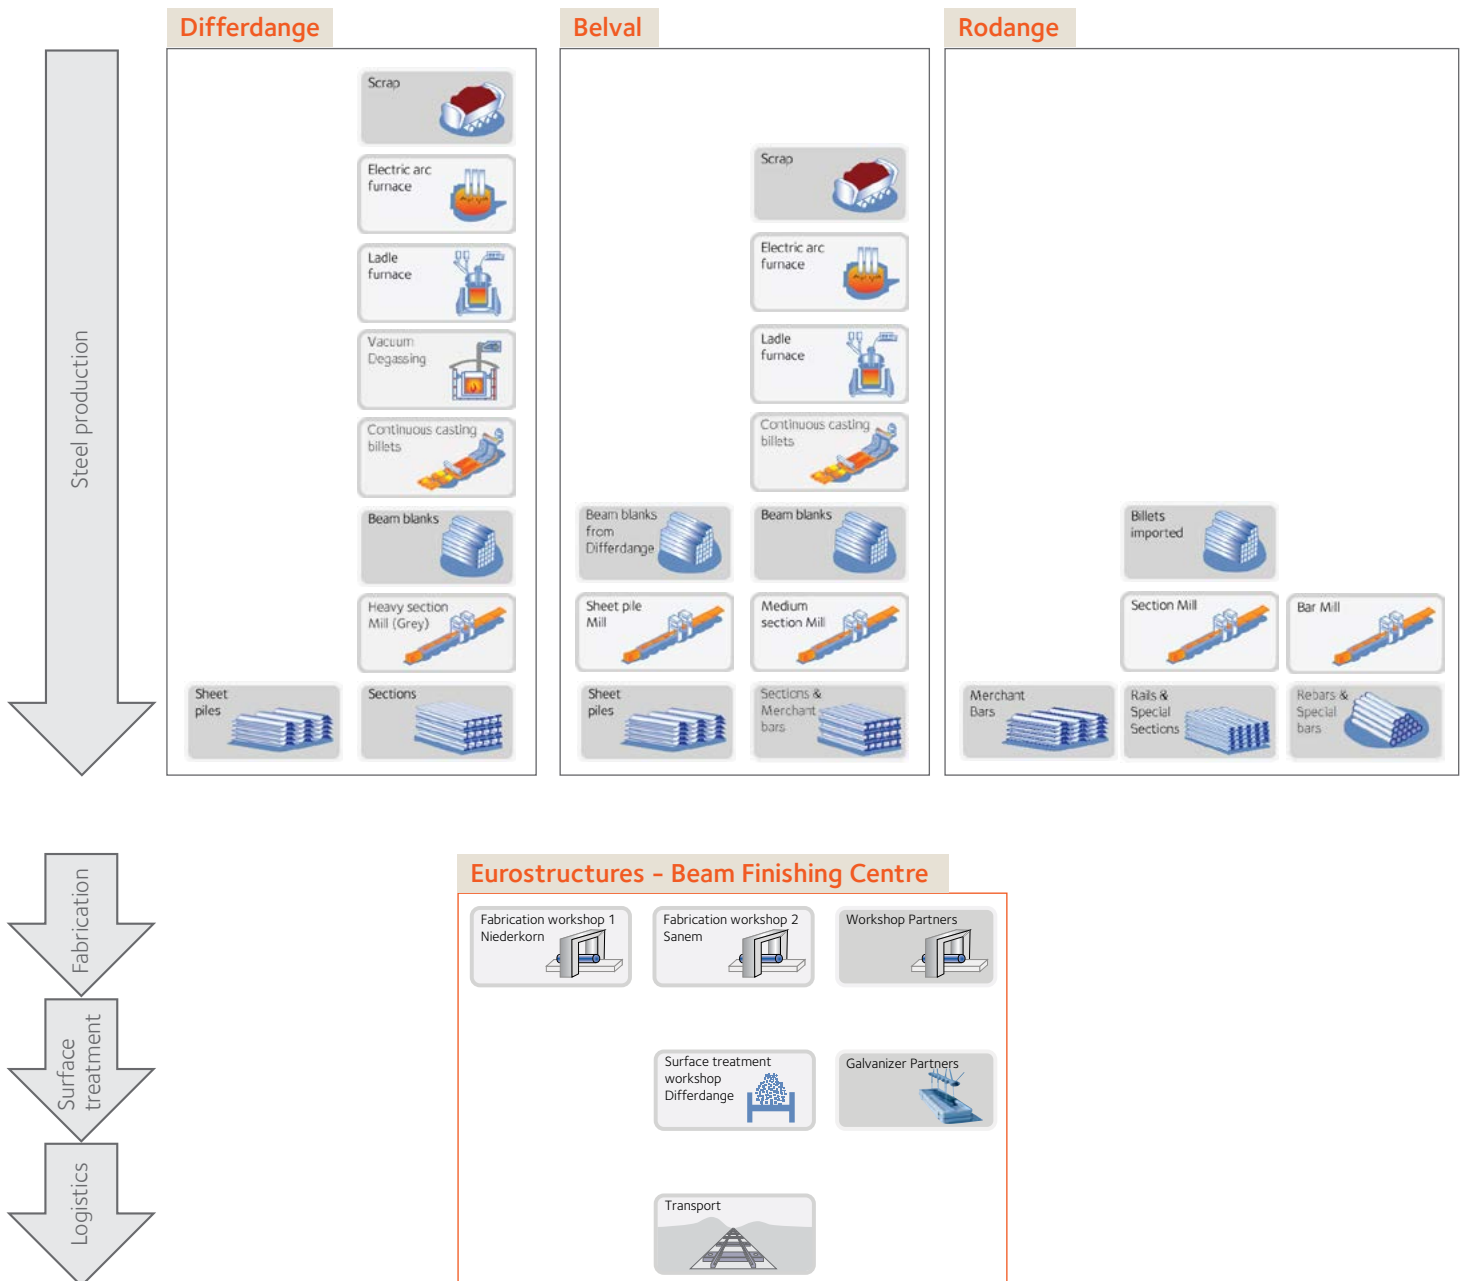 Differdange
Belval
Rodange
Steel production
Scrap
Electric arc
furnace
Ladle
furnace
Vacuum
Degassing
Continuous casting
billets
Beam blanks
Heavy section
Mill (Grey)
Sheet
piles
Sections
Scrap
Electric arc
furnace
Ladle
furnace
Continuous casting
billets
Beam blanks
from
Differdange
Beam blanks
Sheet pile
Mill
Medium
section Mill
Sheet
piles
Sections &
Merchant
bars
Billets
imported
Section Mill
Bar Mill
Merchant
Bars
Rails &
Special
Sections
Rebars &
Special
bars
Eurostructures - Beam Finishing Centre
Fabrication
Fabrication workshop 1
Niederkorn
Fabrication workshop 2
Sanem
Workshop Partners
Surface
treatment
Surface treatment
workshop
Differdange
Galvanizer Partners
Logistics
Transport